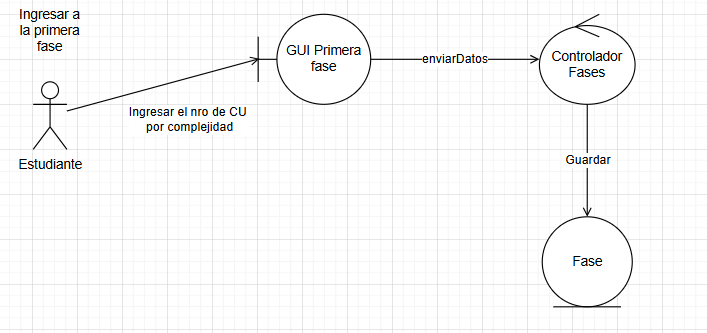 Ingresar a
la primera
fase
GUI Primera
fase
enviarDatos
Controlador
Fases
Ingresar el nro de CU
por complejidad
Estudiante
Guardar
Fase